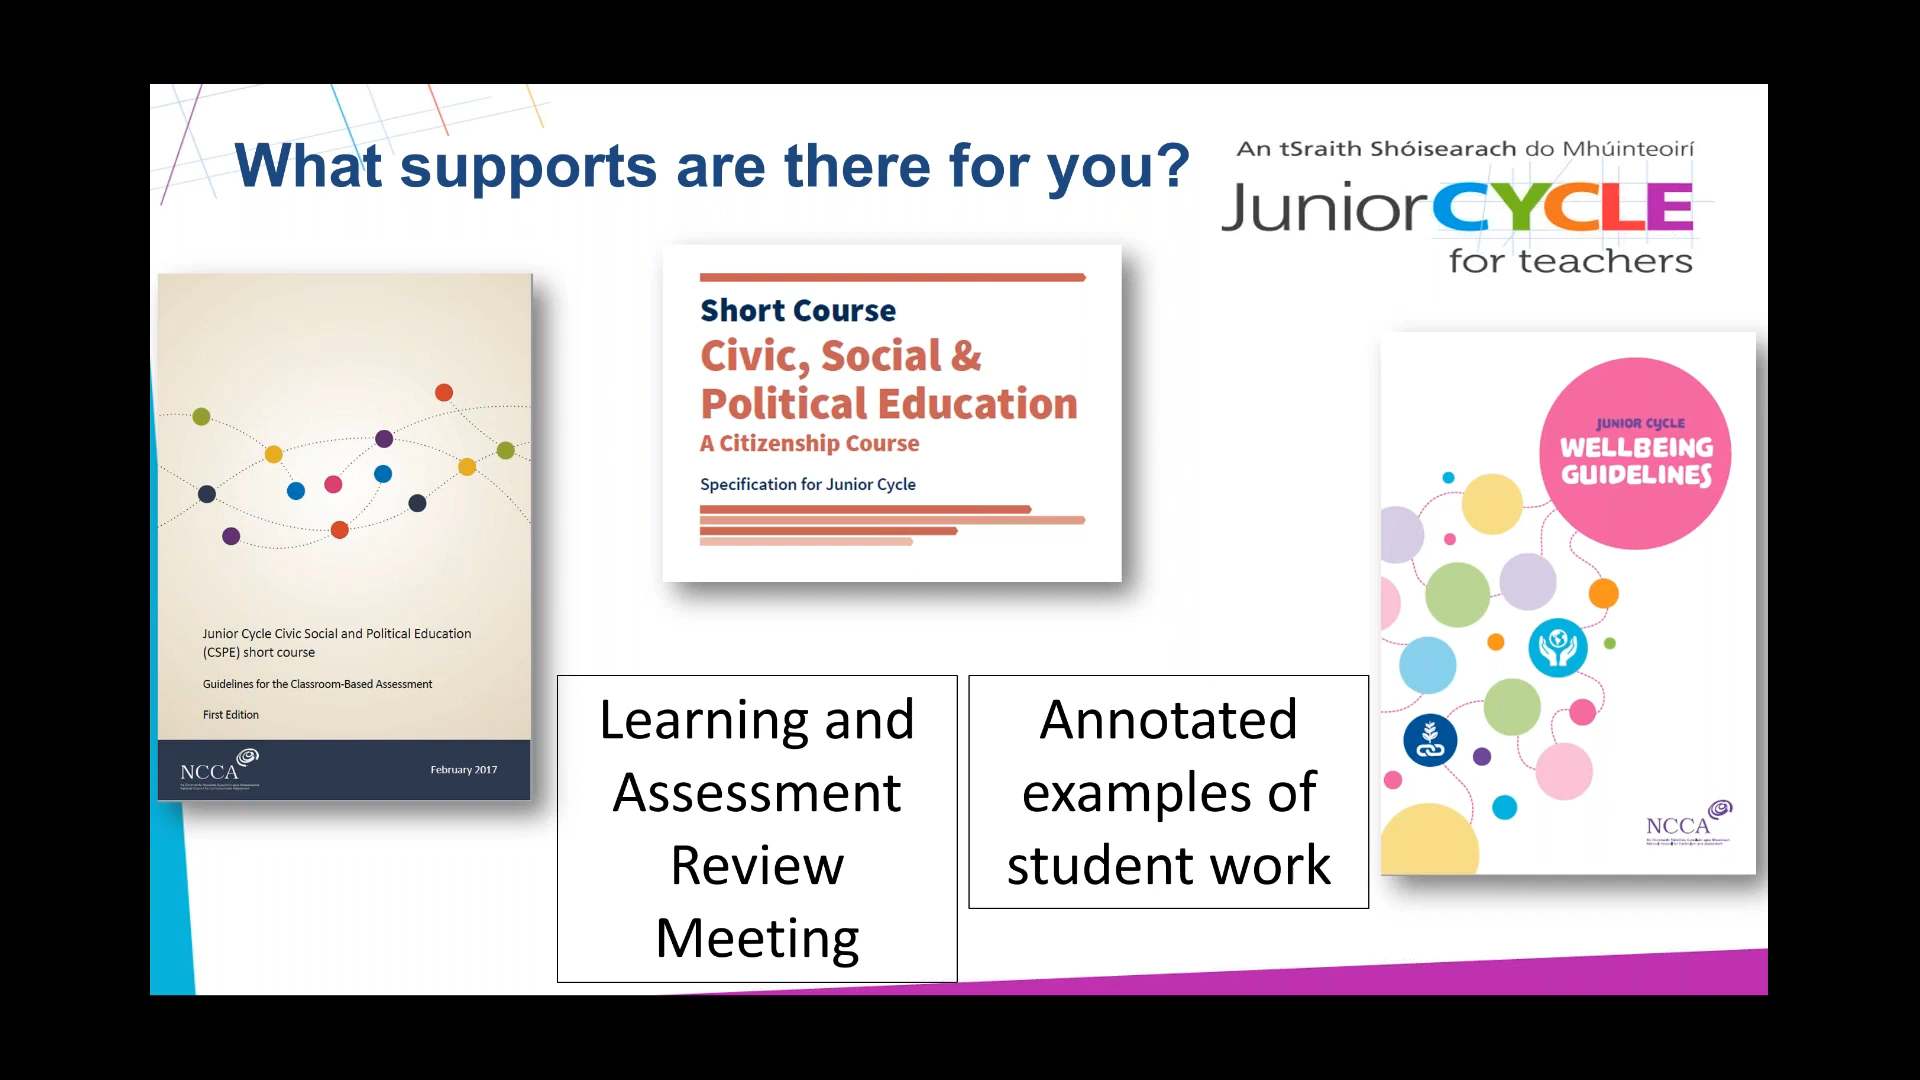 What supports are there for you?
An tSraith Shóisearach do Mhúinteoirí
JuniorCYCLE
for teachers
Junior Cycle Civic Social and Political Education
(CSPE) short course
Guidelines for the Classroom-Based Assessment
First Edition
NCCA
February 2017
Short Course
Civic, Social &
Political Education
A Citizenship Course
Specification for Junior Cycle
Learning and
Assessment
Review
Meeting
Annotated
examples of
student work
JUNIOR CYCLE
WELLBEING
GUIDELINES
NCCA